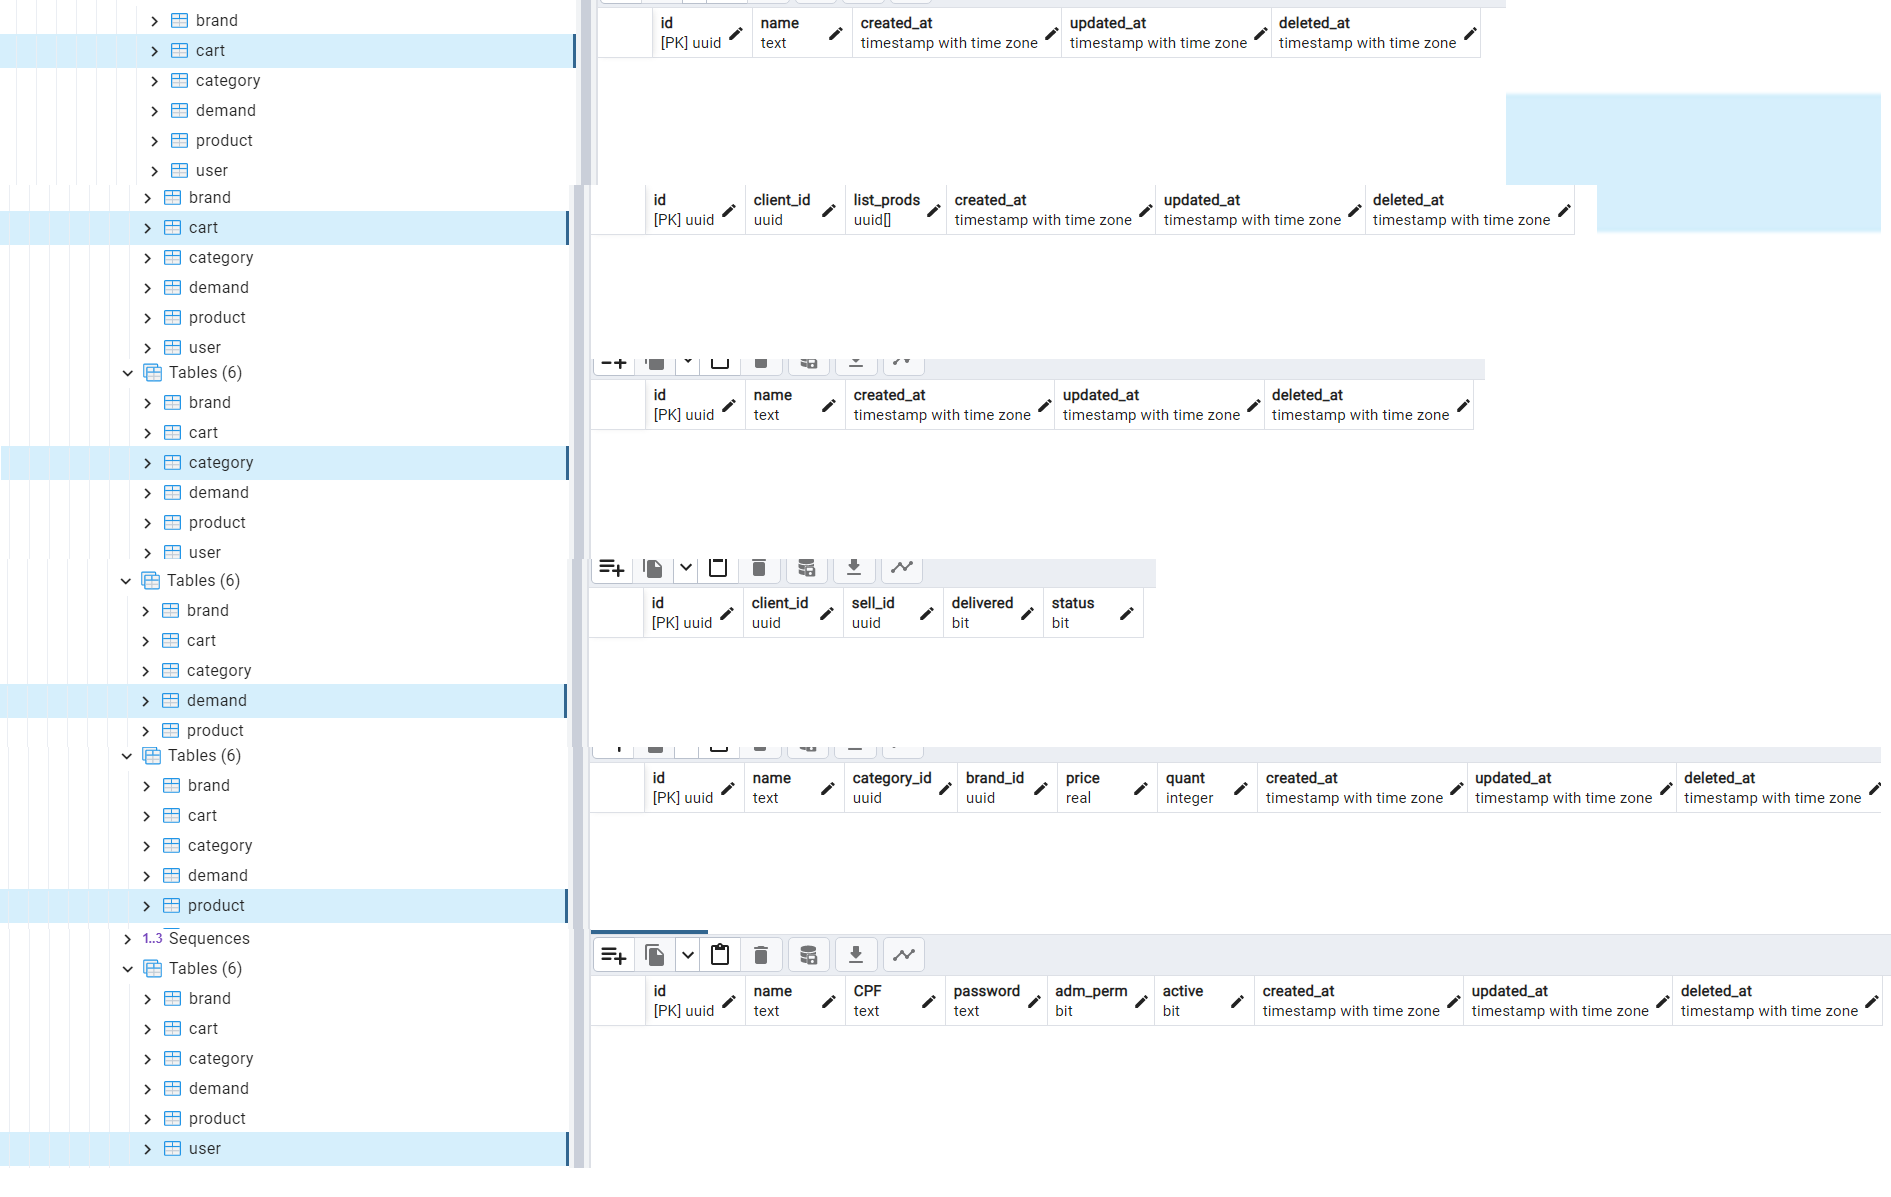 brand
cart
category
demand
product
user
id name created_at updated_at deleted_at
[PK] uuid text timestamp with time zone timestamp with time zone timestamp with time zone
brand
cart
category
demand
product
user
id client_id list_prods created_at updated_at deleted_at
[PK] uuid uuid uuid[] timestamp with time zone timestamp with time zone timestamp with time zone
Tables (6)
brand
cart
category
demand
product
user
id name created_at updated_at deleted_at
[PK] uuid text timestamp with time zone timestamp with time zone timestamp with time zone
Tables (6)
brand
cart
category
demand
product
id client_id sell_id delivered status
[PK] uuid uuid uuid bit bit
Tables (6)
brand
cart
category
demand
product
id name category_id brand_id price quant created_at updated_at deleted_at
[PK] uuid text uuid uuid real integer timestamp with time zone timestamp with time zone timestamp with time zone
1..3 Sequences
Tables (6)
brand
cart
category
demand
product
user
id name CPF password adm_perm active created_at updated_at deleted_at
[PK] uuid text text text bit bit timestamp with time zone timestamp with time zone timestamp with time zone